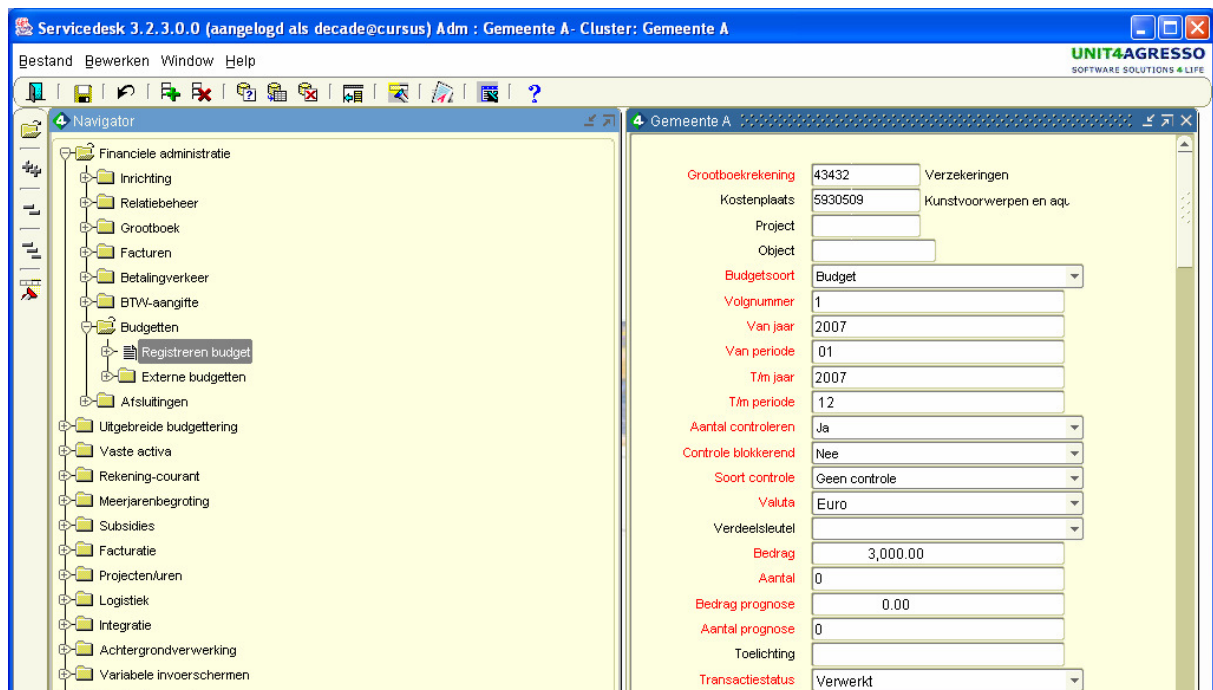 Servicedesk 3.2.3.0.0 (aangelogd als decade@cursus) Adm : Gemeente A- Cluster: Gemeente A
Bestand Bewerken Window Help
UNIT4AGRESSO
SOFTWARE SOLUTIONS 4 LIFE
Navigator
Financiele administratie
Inrichting
Relatiebeheer
Grootboek
Facturen
Betalingverkeer
BTW-aangifte
Budgetten
Registreren budget
Externe budgetten
Afsluitingen
Uitgebreide budgettering
Vaste activa
Rekening-courant
Meerjarenbegroting
Subsidies
Facturatie
Projecten/uren
Logistiek
Integratie
Achtergrondverwerking
Variabele invoerschermen
Gemeente A
Grootboekrekening 43432 Verzekeringen
Kostenplaats 5930509 Kunstvoorwerpen en aqu
Project
Object
Budgetsoort Budget
Volgnummer 1
Van jaar 2007
Van periode 01
T/m jaar 2007
T/m periode 12
Aantal controleren Ja
Controle blokkerend Nee
Soort controle Geen controle
Valuta Euro
Verdeelsleutel
Bedrag 3,000.00
Aantal 0
Bedrag prognose 0.00
Aantal prognose 0
Toelichting
Transactiestatus Verwerkt